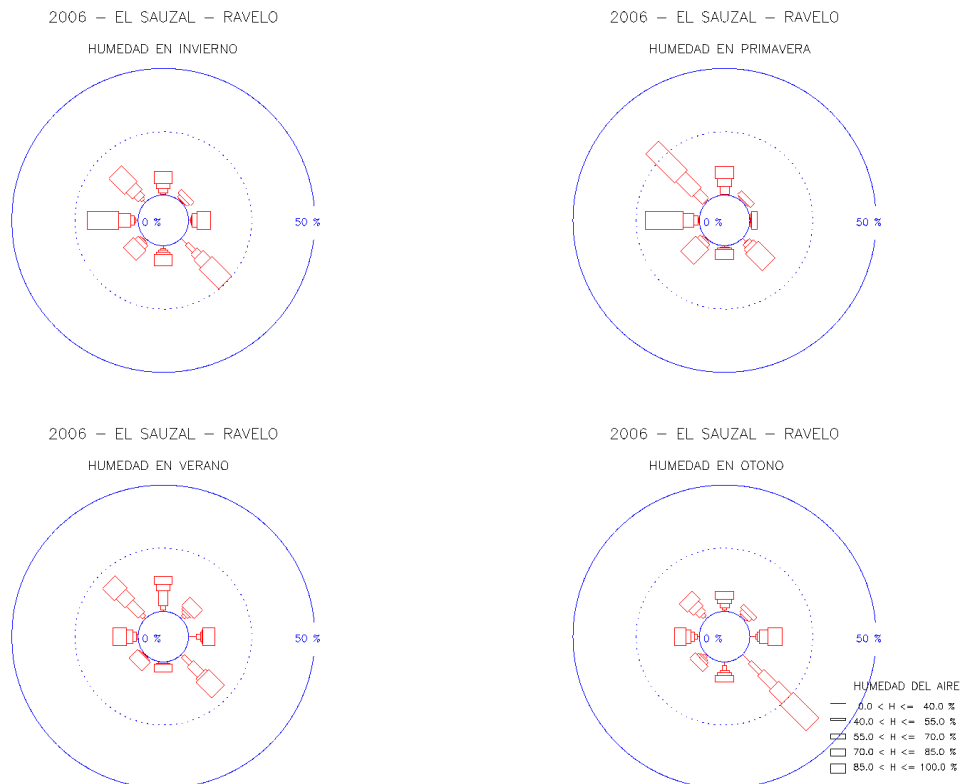 2006 – EL SAUZAL – RAVELO
HUMEDAD EN INVIERNO
0 %
50 %
2006 – EL SAUZAL – RAVELO
HUMEDAD EN PRIMAVERA
0 %
50 %
2006 – EL SAUZAL – RAVELO
HUMEDAD EN VERANO
0 %
50 %
2006 – EL SAUZAL – RAVELO
HUMEDAD EN OTONO
0 %
50 %
HUMEDAD DEL AIRE
0.0 < H <= 40.0 %
40.0 < H <= 55.0 %
55.0 < H <= 70.0 %
70.0 < H <= 85.0 %
85.0 < H <= 100.0 %